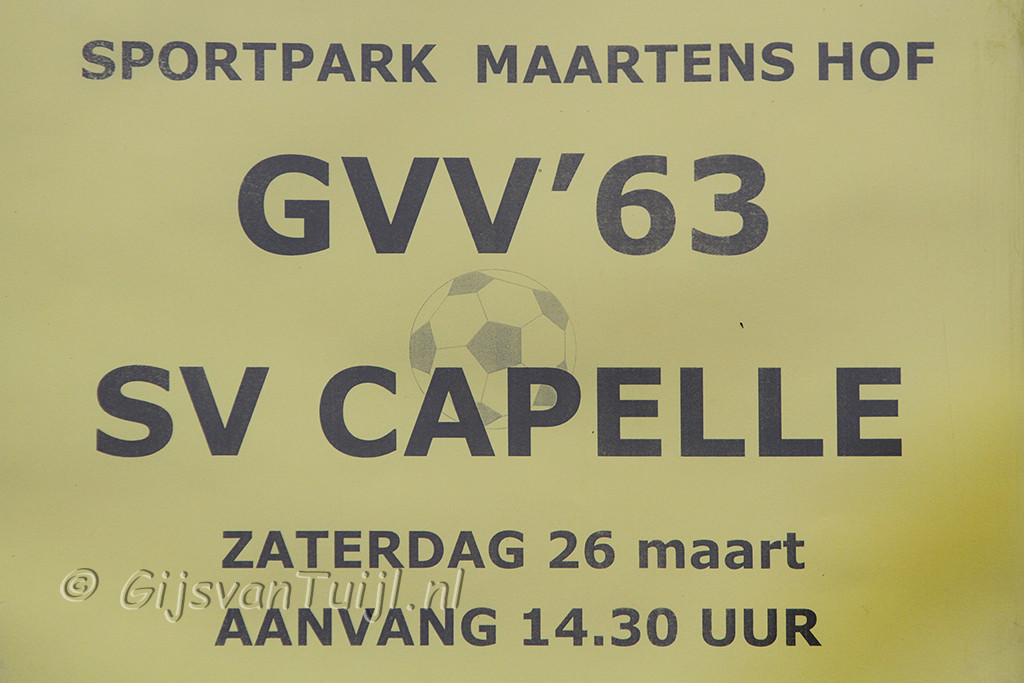 SPORTPARK MAARTENS HOF
GVV'63
SV CAPELLE
ZATERDAG 26 maart
© GijsvanTuijl.nl
AANVANG 14.30 UUR